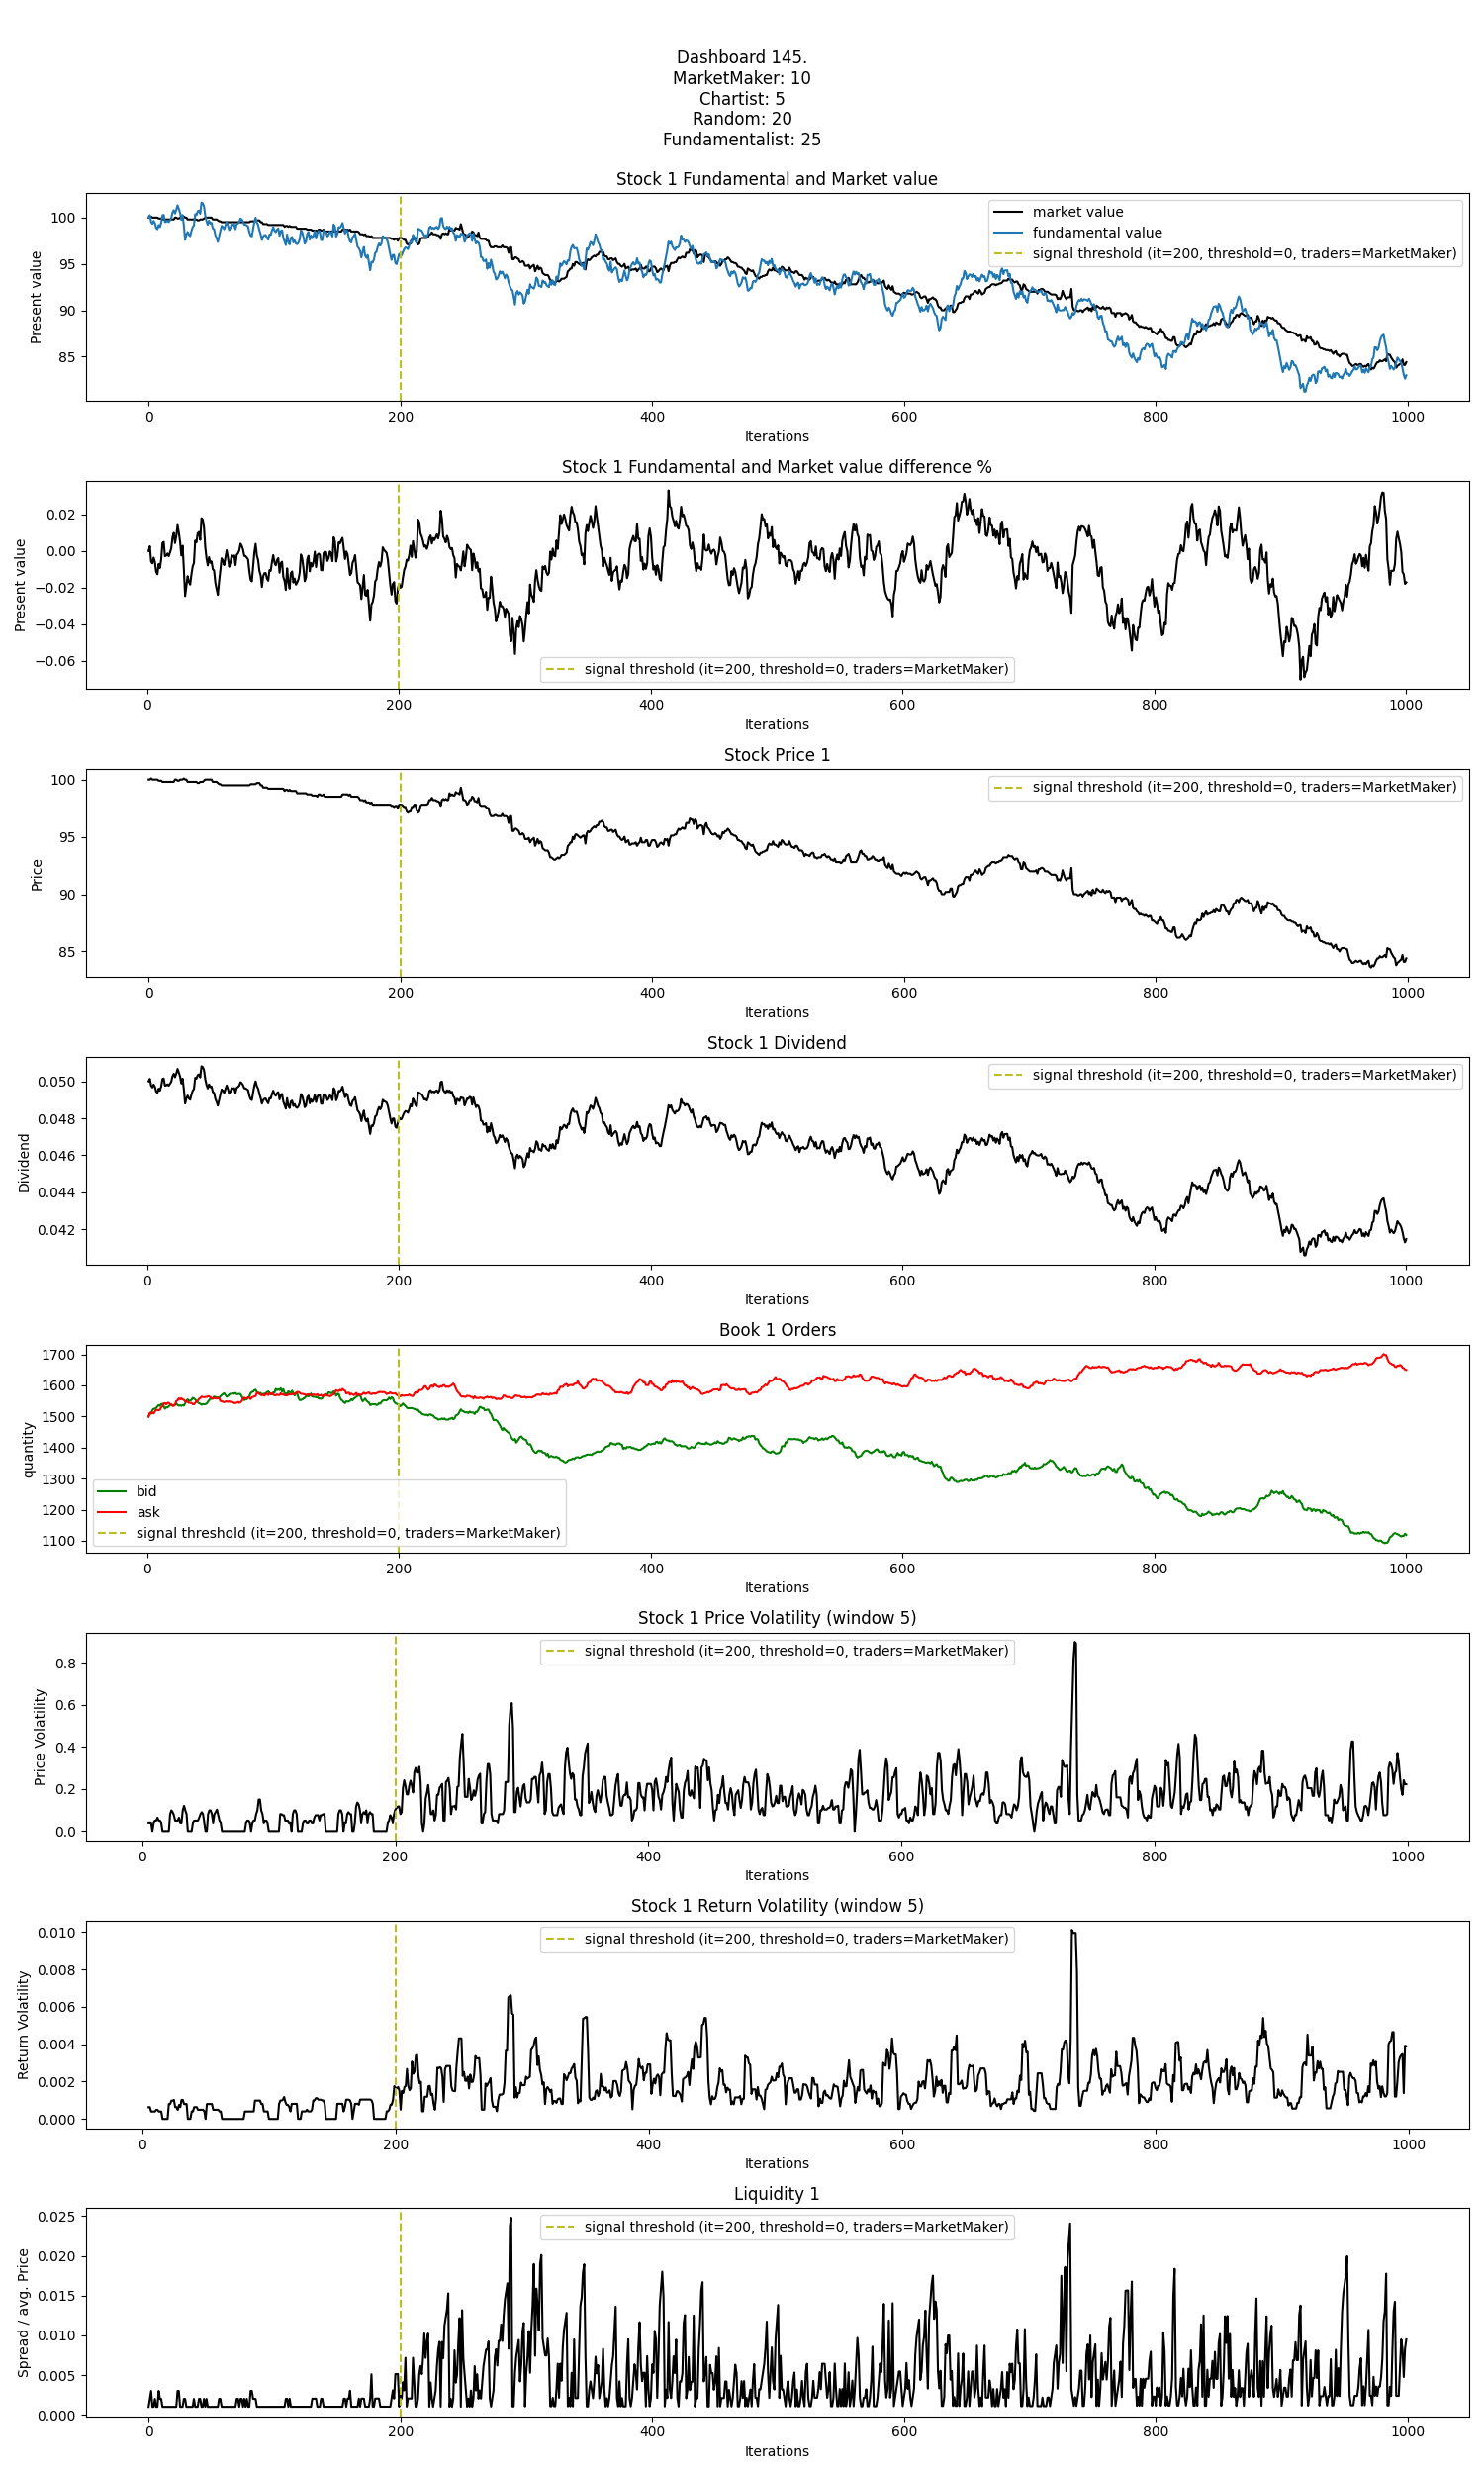 Dashboard 145.
MarketMaker: 10
Chartist: 5
Random: 20
Fundamentalist: 25
Stock 1 Fundamental and Market value
market value
fundamental value
signal threshold (it=200, threshold=0, traders=MarketMaker)
Present value
100
95
90
85
0 200 400 600 800 1000
Iterations
Stock 1 Fundamental and Market value difference %
Present value
0.02
0.00
−0.02
−0.04
−0.06
signal threshold (it=200, threshold=0, traders=MarketMaker)
0 200 400 600 800 1000
Iterations
Stock Price 1
signal threshold (it=200, threshold=0, traders=MarketMaker)
Price
100
95
90
85
0 200 400 600 800 1000
Iterations
Stock 1 Dividend
signal threshold (it=200, threshold=0, traders=MarketMaker)
Dividend
0.050
0.048
0.046
0.044
0.042
0 200 400 600 800 1000
Iterations
Book 1 Orders
quantity
1700
1600
1500
1400
1300
1200
1100
bid
ask
signal threshold (it=200, threshold=0, traders=MarketMaker)
0 200 400 600 800 1000
Iterations
Stock 1 Price Volatility (window 5)
signal threshold (it=200, threshold=0, traders=MarketMaker)
Price Volatility
0.8
0.6
0.4
0.2
0.0
0 200 400 600 800 1000
Iterations
Stock 1 Return Volatility (window 5)
signal threshold (it=200, threshold=0, traders=MarketMaker)
Return Volatility
0.010
0.008
0.006
0.004
0.002
0.000
0 200 400 600 800 1000
Iterations
Liquidity 1
signal threshold (it=200, threshold=0, traders=MarketMaker)
Spread / avg. Price
0.025
0.020
0.015
0.010
0.005
0.000
0 200 400 600 800 1000
Iterations